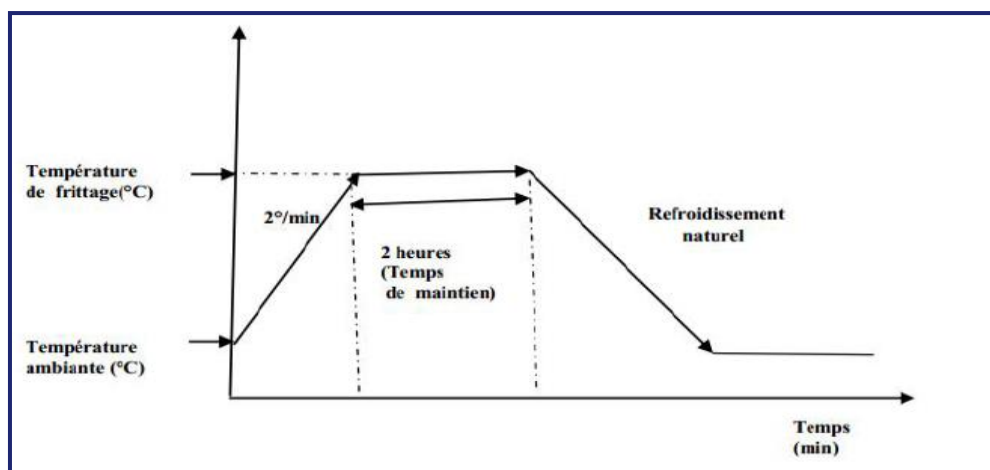 Température
de frittage(°C)
2°/min
2 heures
(Temps
de maintien)
Refroidissement
naturel
Température
ambiante (°C)
Temps
(min)